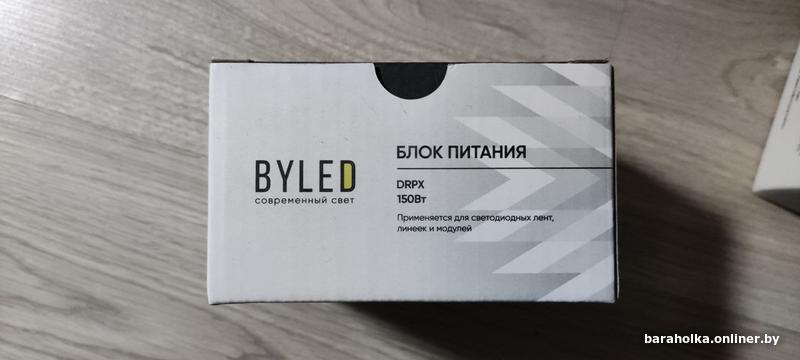 BYLED
современный свет
БЛОК ПИТАНИЯ
DRPX
150Вт
Применяется для светодиодных лент,
линеек и модулей
baraholka.onliner.by